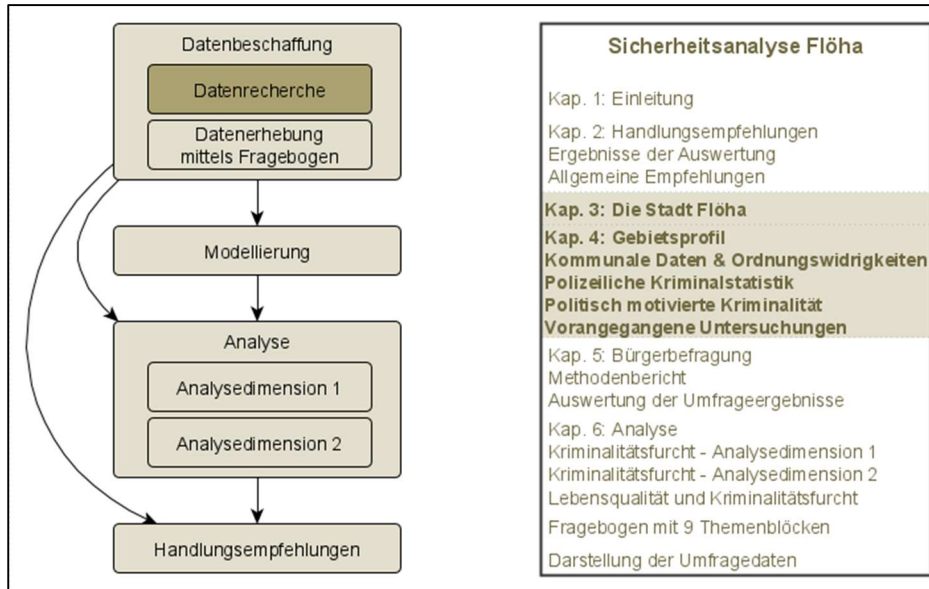 Datenbeschaffung
Datenrecherche
Datenerhebung
mittels Fragebogen
Modellierung
Analyse
Analysedimension 1
Analysedimension 2
Handlungsempfehlungen
Sicherheitsanalyse Flöha
Kap. 1: Einleitung
Kap. 2: Handlungsempfehlungen
Ergebnisse der Auswertung
Allgemeine Empfehlungen
Kap. 3: Die Stadt Flöha
Kap. 4: Gebietsprofil
Kommunale Daten & Ordnungswidrigkeiten
Polizeiliche Kriminalstatistik
Politisch motivierte Kriminalität
Vorangegangene Untersuchungen
Kap. 5: Bürgerbefragung
Methodenbericht
Auswertung der Umfrageergebnisse
Kap. 6: Analyse
Kriminalitätsfurcht - Analysedimension 1
Kriminalitätsfurcht - Analysedimension 2
Lebensqualität und Kriminalitätsfurcht
Fragebogen mit 9 Themenblöcken
Darstellung der Umfragedaten